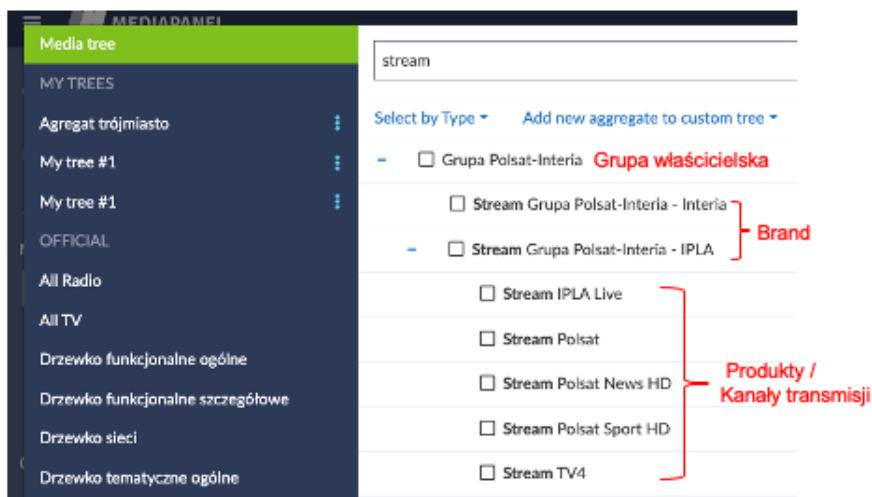 MEDIAPANEL
Media tree
MY TREES
Agregat trójmiasto
My tree #1
My tree #1
OFFICIAL
All Radio
All TV
Drzewko funkcjonalne ogólne
Drzewko funkcjonalne szczegółowe
Drzewko sieci
Drzewko tematyczne ogólne
stream
Select by Type
Add new aggregate to custom tree
Grupa Polsat-Interia Grupa właścicielska
Stream Grupa Polsat-Interia - Interia
Stream Grupa Polsat-Interia - IPLA
Brand
Stream IPLA Live
Stream Polsat
Stream Polsat News HD
Stream Polsat Sport HD
Stream TV4
Produkty /
Kanały transmisji